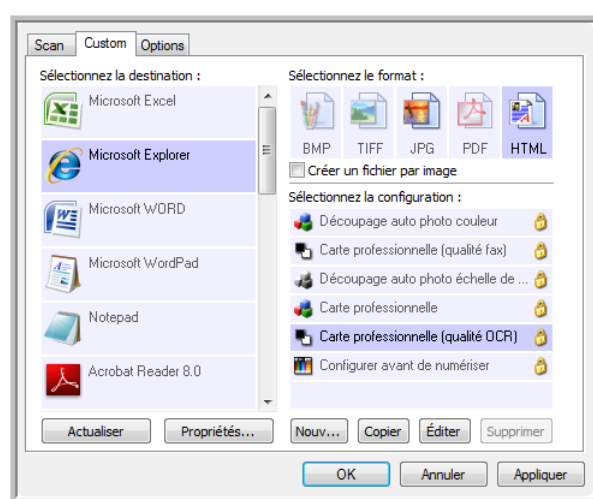 Scan Custom Options
Sélectionnez la destination :
Microsoft Excel
Microsoft Explorer
Microsoft WORD
Microsoft WordPad
Notepad
Acrobat Reader 8.0
Actualiser Propriétés...
Sélectionnez le format :
BMP TIFF JPG PDF HTML
Créer un fichier par image
Sélectionnez la configuration :
Découpage auto photo couleur
Carte professionnelle (qualité fax)
Découpage auto photo échelle de ...
Carte professionnelle
Carte professionnelle (qualité OCR)
Configurer avant de numériser
Nouv... Copier Éditer Supprimer
OK Annuler Appliquer